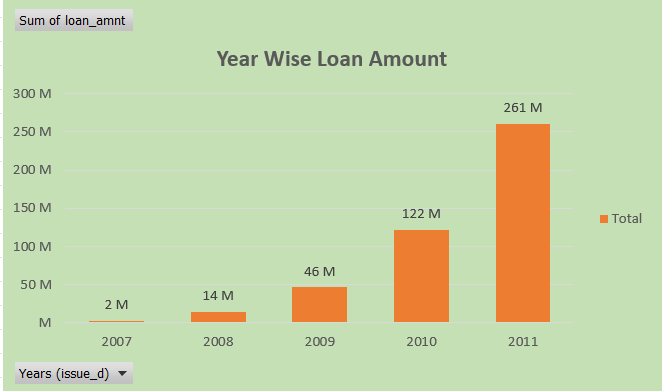 Sum of loan_amnt
Year Wise Loan Amount
300 M
250 M
200 M
150 M
100 M
50 M
M
2 M
14 M
46 M
122 M
261 M
2007 2008 2009 2010 2011
Total
Years (issue_d)